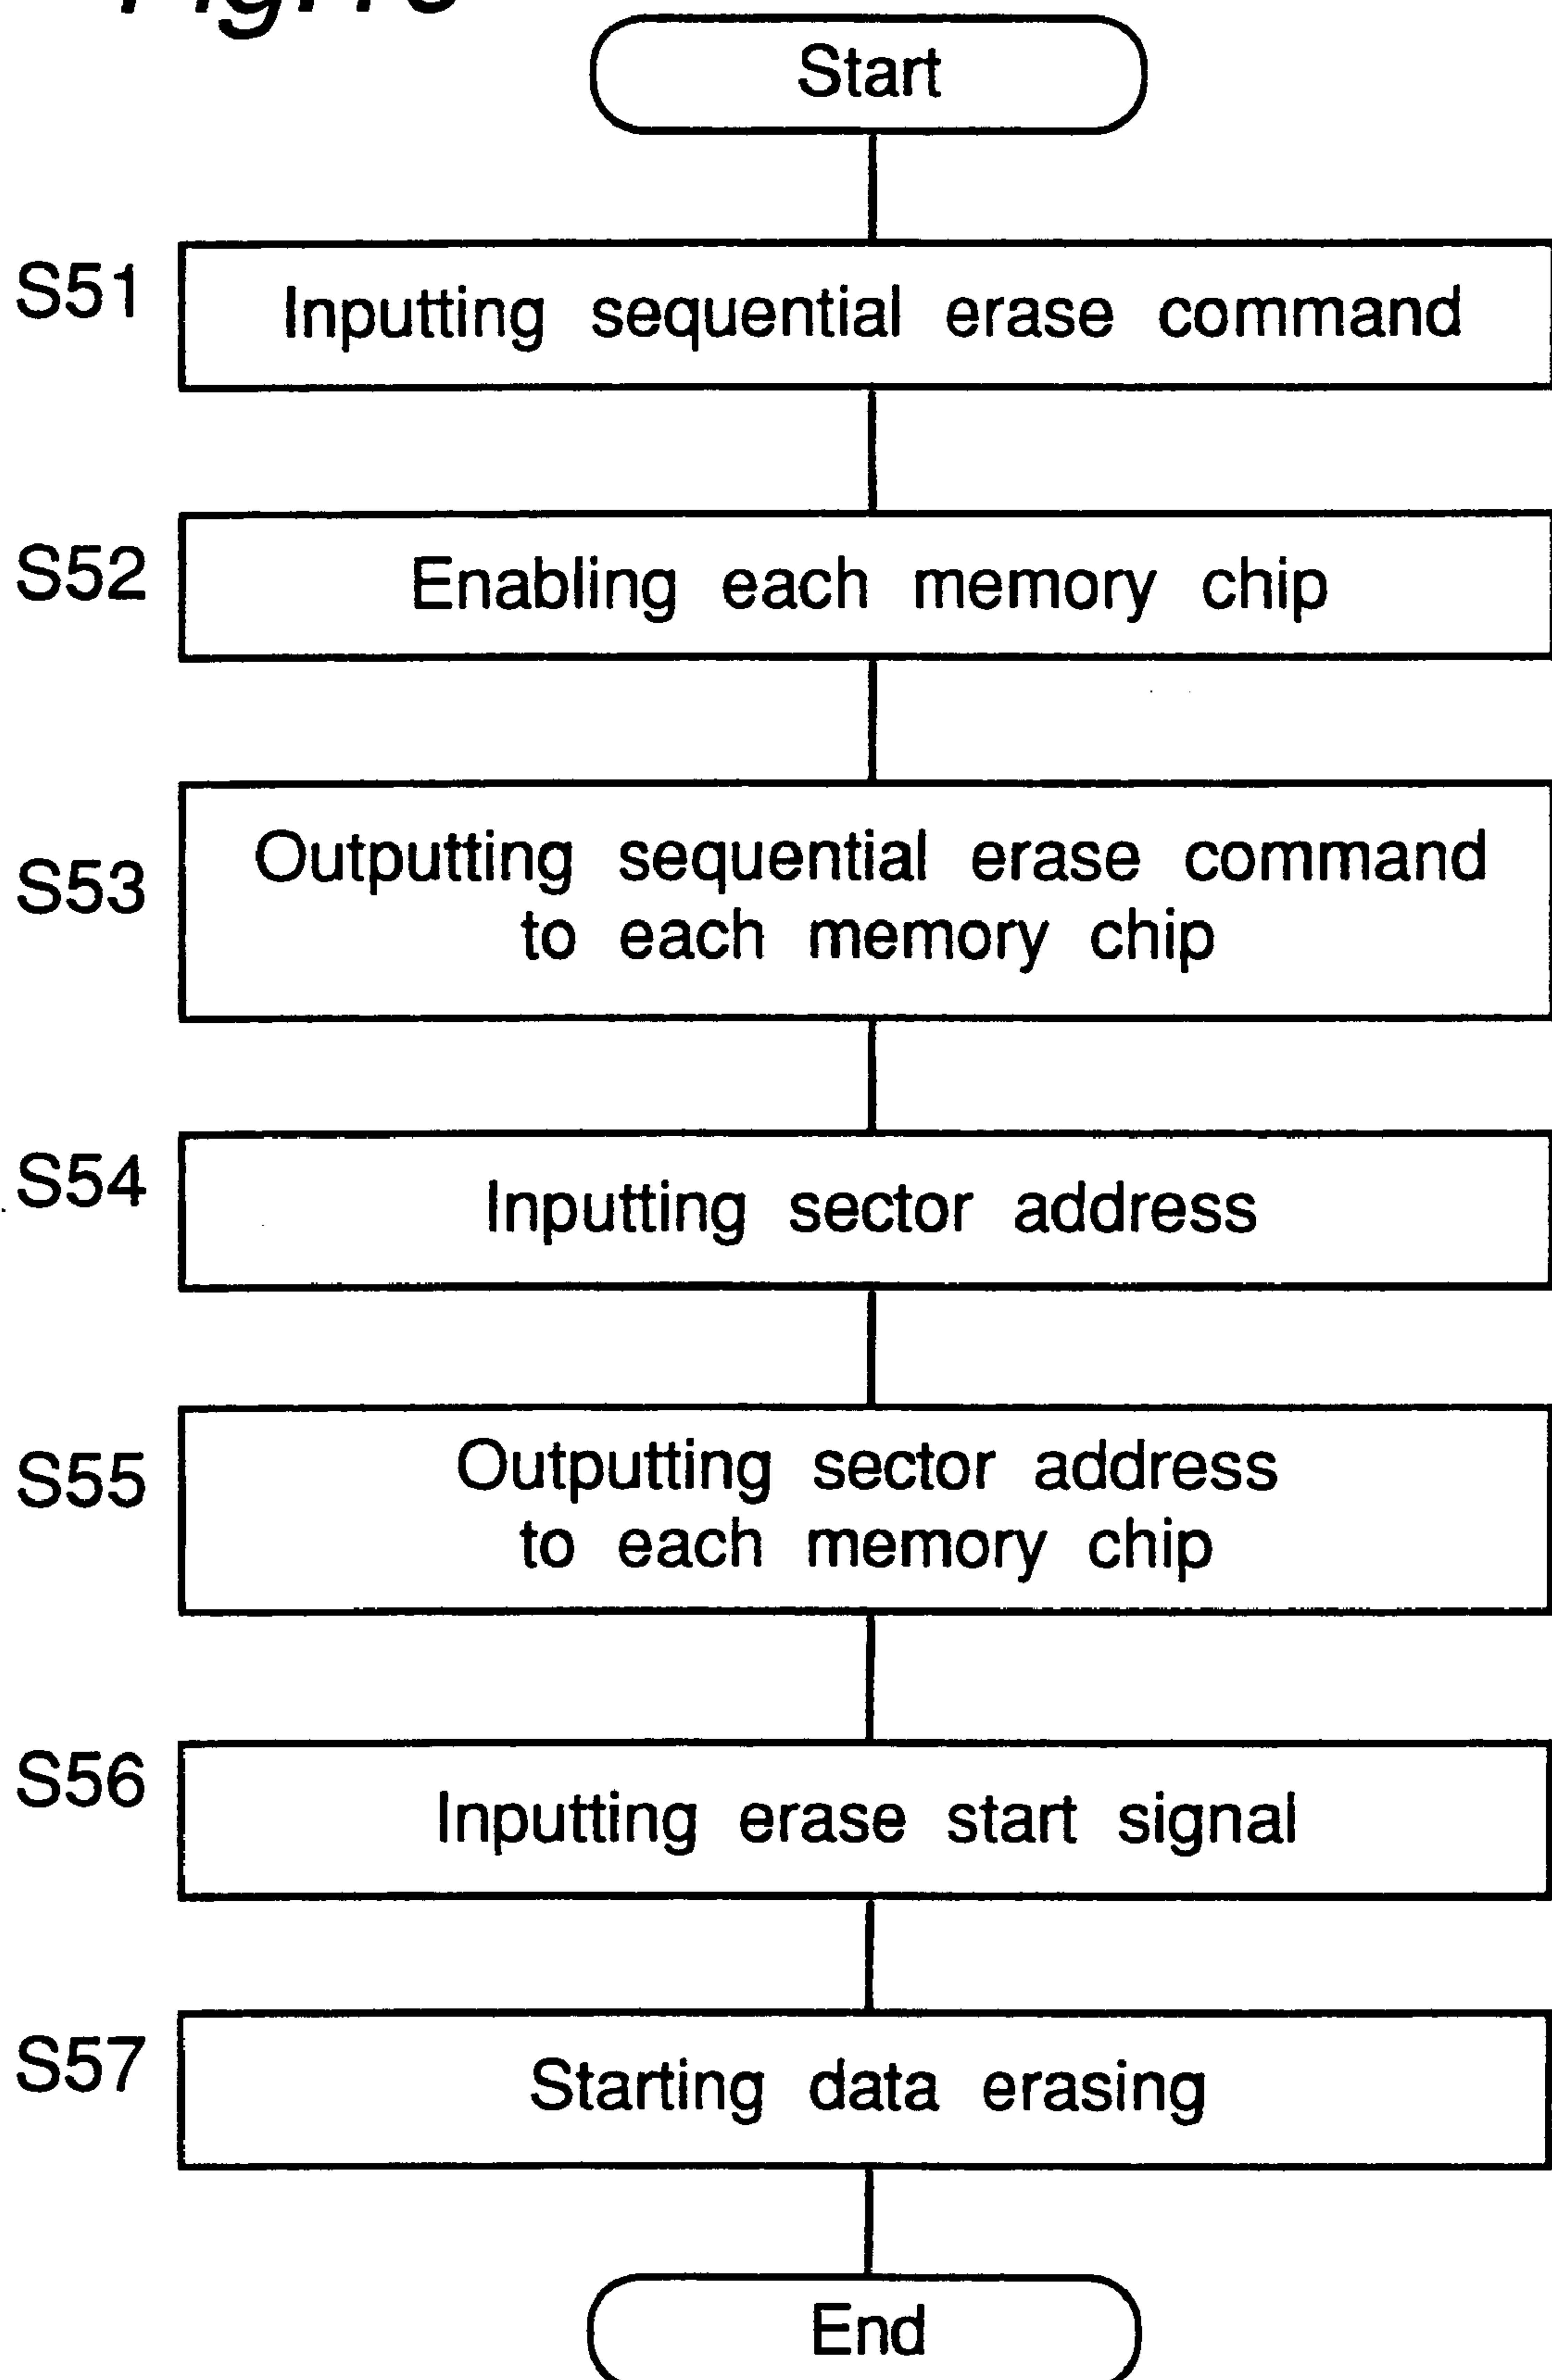 Start
S51
Inputting sequential erase command
S52
Enabling each memory chip
S53
Outputting sequential erase command
to each memory chip
S54
Inputting sector address
S55
Outputting sector address
to each memory chip
S56
Inputting erase start signal
S57
Starting data erasing
End